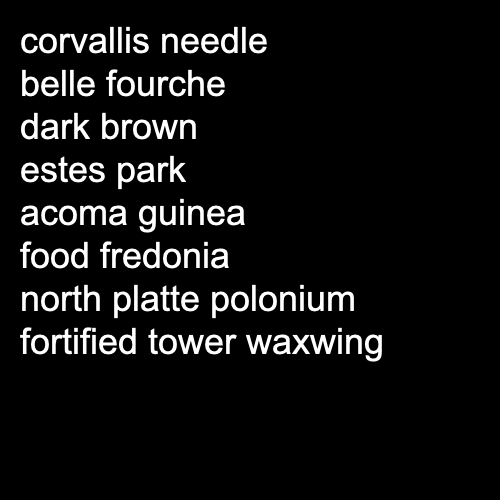 corvallis needle
belle fourche
dark brown
estes park
acoma guinea
food fredonia
north platte polonium
fortified tower waxwing